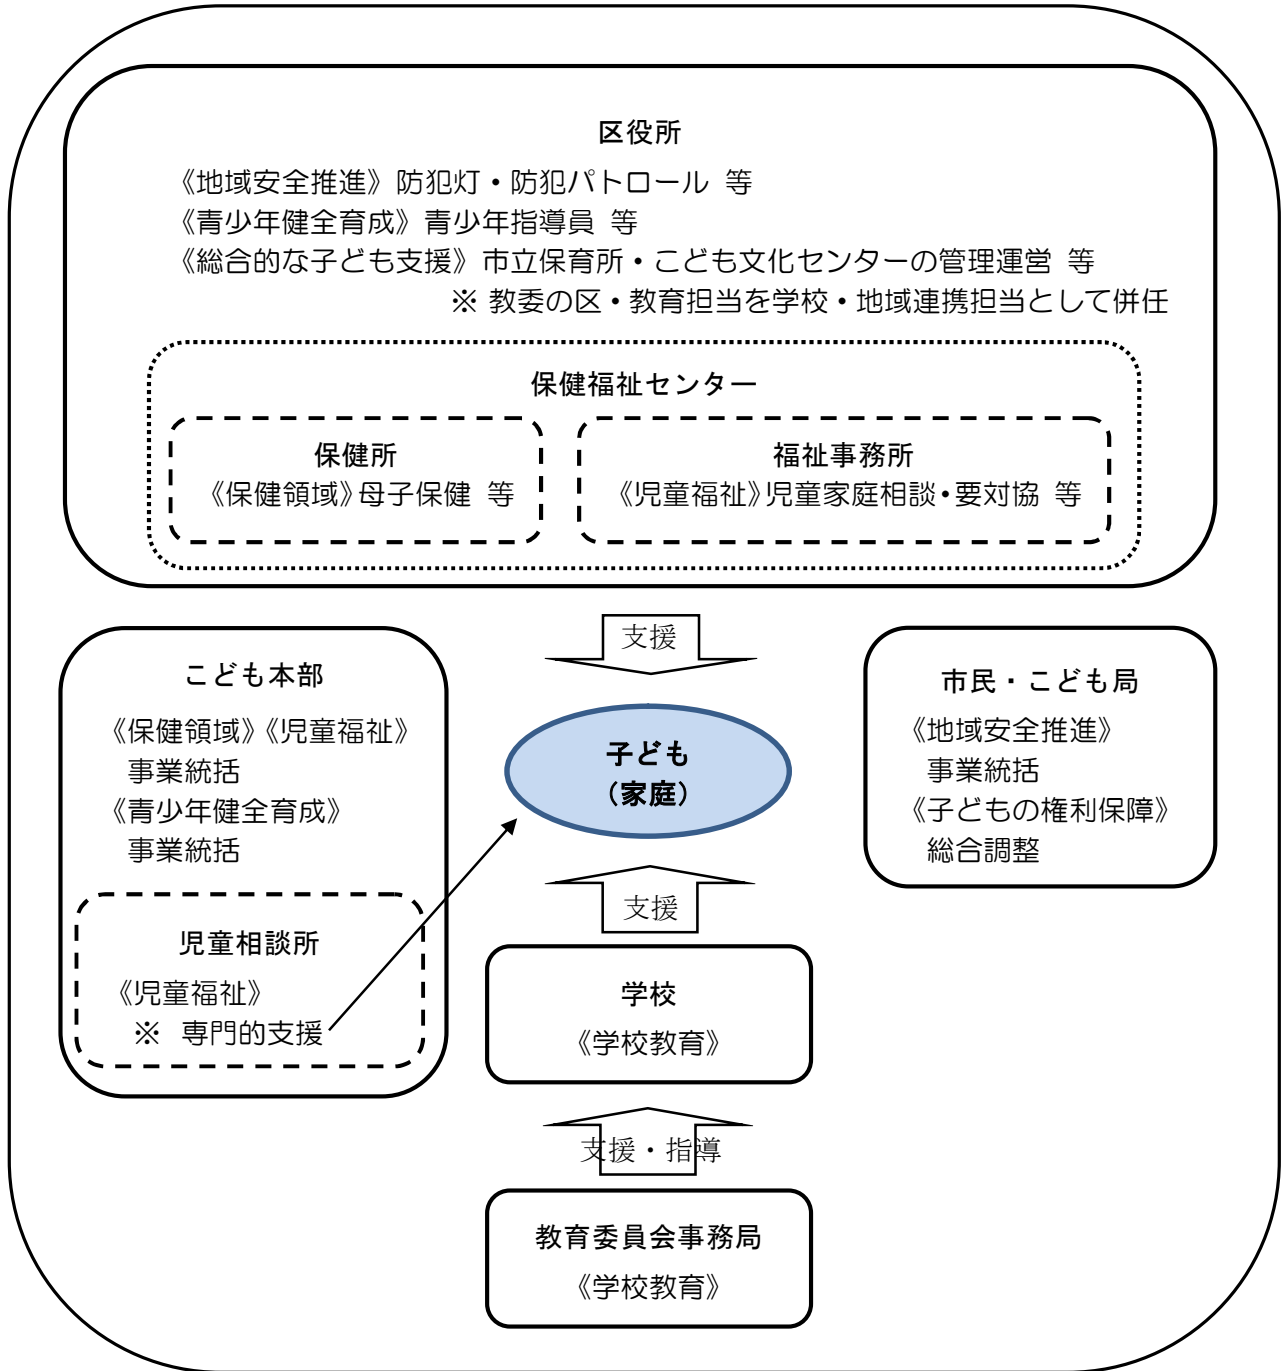 区役所
《地域安全推進》防犯灯・防犯パトロール 等
《青少年健全育成》青少年指導員 等
《総合的な子ども支援》市立保育所・こども文化センターの管理運営 等
※ 教委の区・教育担当を学校・地域連携担当として併任
保健福祉センター
保健所
《保健領域》母子保健 等
福祉事務所
《児童福祉》児童家庭相談・要対協 等
支援
こども本部
《保健領域》《児童福祉》
事業統括
《青少年健全育成》
事業統括
児童相談所
《児童福祉》
※ 専門的支援
子ども
（家庭）
市民・こども局
《地域安全推進》
事業統括
《子どもの権利保障》
総合調整
支援
学校
《学校教育》
支援・指導
教育委員会事務局
《学校教育》